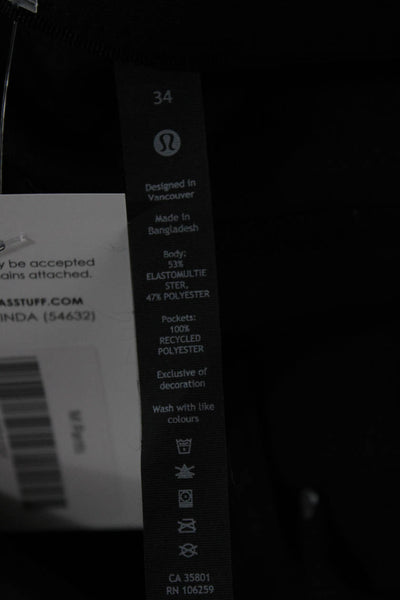 34
Designed in
Vancouver
Made in
Bangladesh
Body:
53%
ELASTOMULTIE
STER,
47% POLYESTER
Pockets:
100%
RECYCLED
POLYESTER
Exclusive of
decoration
Wash with like
colours
CA 35801
RN 106259
y be accepted
ains attached.
ASSTUFF.COM
INDA (54632)